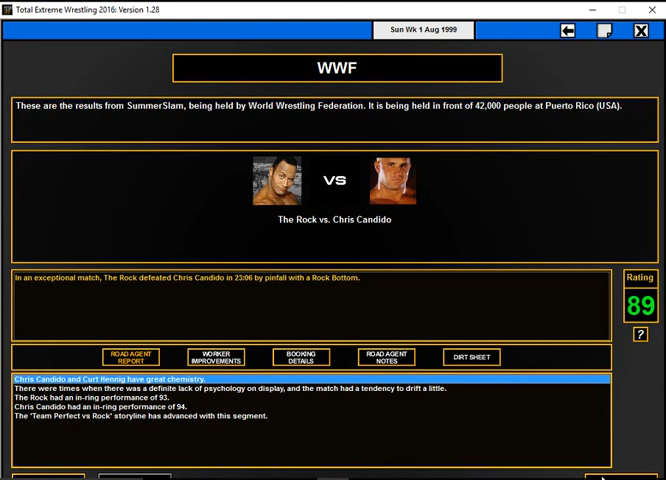 Total Extreme Wrestling 2016: Version 1.28
Sun Wk 1 Aug 1999
WWF
These are the results from SummerSlam, being held by World Wrestling Federation. It is being held in front of 42,000 people at Puerto Rico (USA).
VS
The Rock vs. Chris Candido
In an exceptional match, The Rock defeated Chris Candido in 23:06 by pinfall with a Rock Bottom.
Rating
89
?
ROAD AGENT REPORT
WORKER IMPROVEMENTS
BOOKING DETAILS
ROAD AGENT NOTES
DIRT SHEET
Chris Candido and Curt Hennig have great chemistry.
There were times when there was a definite lack of psychology on display, and the match had a tendency to drift a little.
The Rock had an in-ring performance of 93.
Chris Candido had an in-ring performance of 94.
The 'Team Perfect vs Rock' storyline has advanced with this segment.